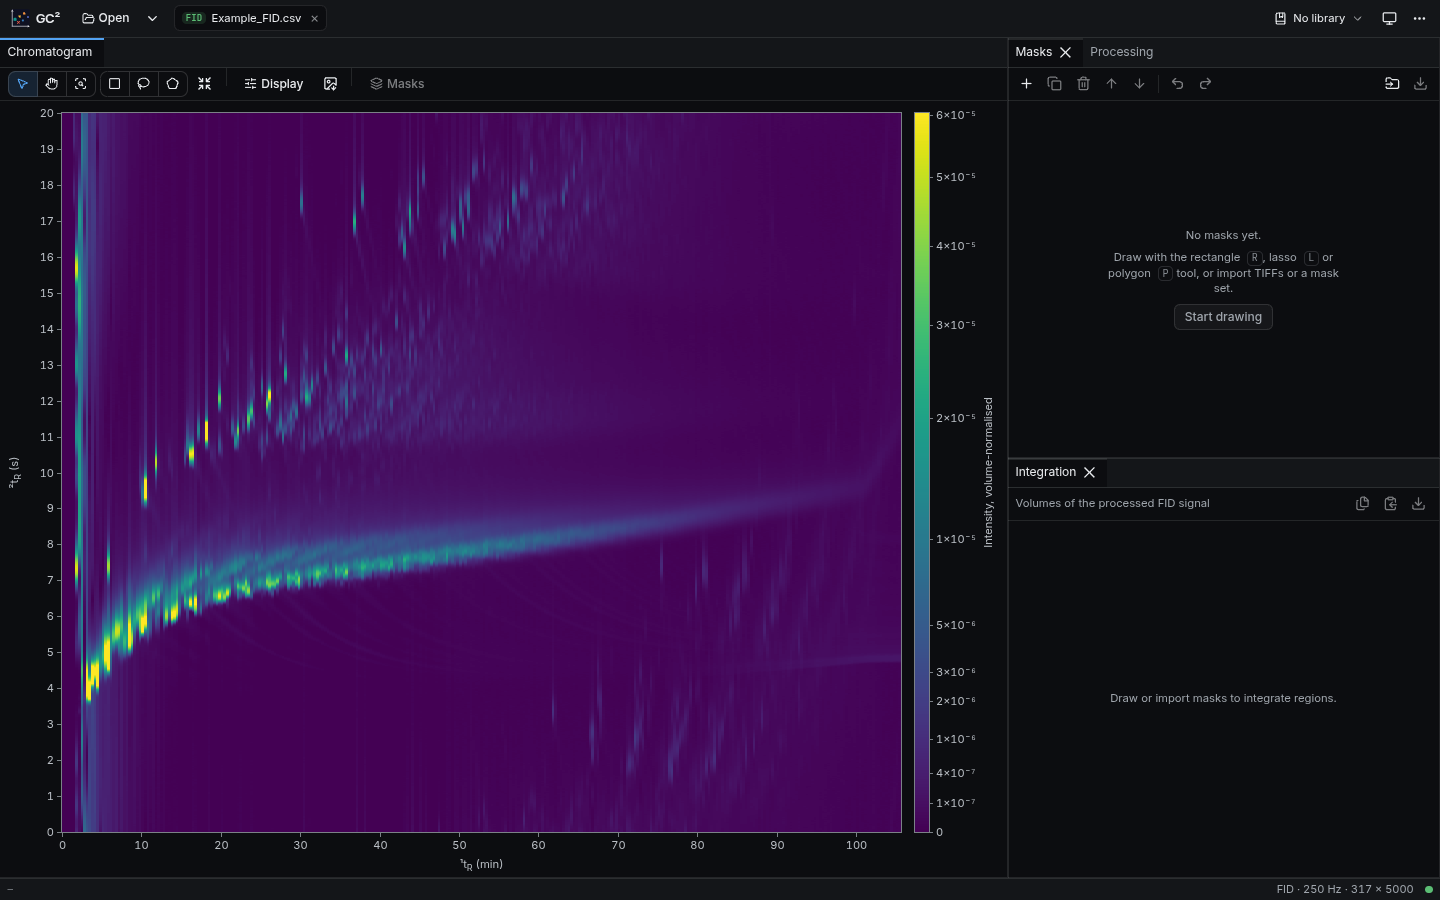 GC²
Open
FID Example_FID.csv ×
No library
Chromatogram
Masks
Processing
Display
Masks
20
19
18
17
16
15
14
13
12
11
10
9
8
7
6
5
4
3
2
1
0
²tR (s)
0 10 20 30 40 50 60 70 80 90 100
¹tR (min)
6×10⁻⁵
5×10⁻⁵
4×10⁻⁵
3×10⁻⁵
2×10⁻⁵
1×10⁻⁵
5×10⁻⁶
3×10⁻⁶
2×10⁻⁶
1×10⁻⁶
4×10⁻⁷
1×10⁻⁷
0
Intensity, volume-normalised
No masks yet.
Draw with the rectangle R, lasso L or
polygon P tool, or import TIFFs or a mask
set.
Start drawing
Integration
Volumes of the processed FID signal
Draw or import masks to integrate regions.
–
FID · 250 Hz · 317 × 5000